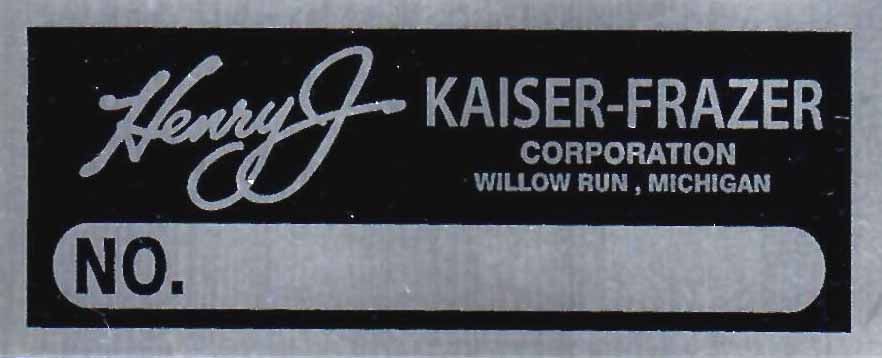 Henry J
KAISER-FRAZER
CORPORATION
WILLOW RUN , MICHIGAN
NO.